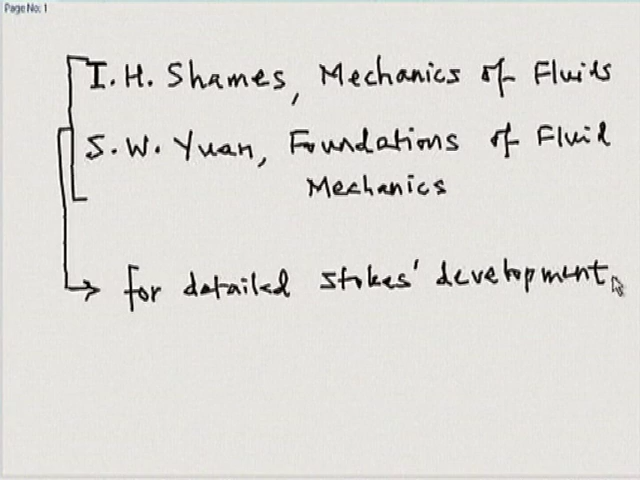 Page No: 1
I. H. Shames, Mechanics of Fluids
S. W. Yuan, Foundations of Fluid
Mechanics
for detailed stokes' development